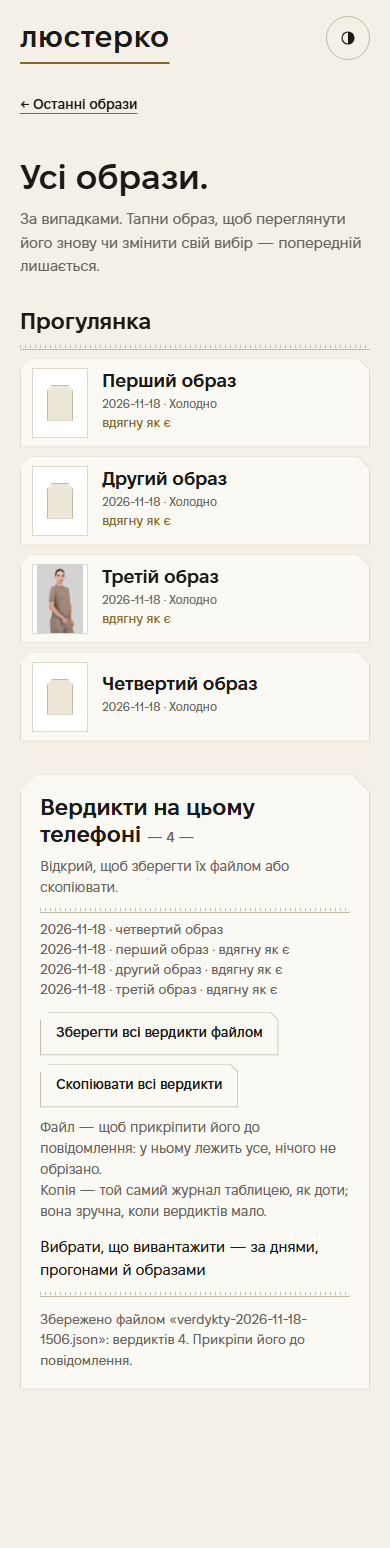 люстерко
← Останні образи
Усі образи.
За випадками. Тапни образ, щоб переглянути
його знову чи змінити свій вибір — попередній
лишається.
Прогулянка
Перший образ
2026-11-18 · Холодно
вдягну як є
Другий образ
2026-11-18 · Холодно
вдягну як є
Третій образ
2026-11-18 · Холодно
вдягну як є
Четвертий образ
2026-11-18 · Холодно
Вердикти на цьому
телефоні — 4 —
Відкрий, щоб зберегти їх файлом або
скопіювати.
2026-11-18 · четвертий образ
2026-11-18 · перший образ · вдягну як є
2026-11-18 · другий образ · вдягну як є
2026-11-18 · третій образ · вдягну як є
Зберегти всі вердикти файлом
Скопіювати всі вердикти
Файл — щоб прикріпити його до
повідомлення: у ньому лежить усе, нічого не
обрізано.
Копія — той самий журнал таблицею, як доти;
вона зручна, коли вердиктів мало.
Вибрати, що вивантажити — за днями,
прогонами й образами
Збережено файлом «verdykty-2026-11-18-
1506.json»: вердиктів 4. Прикріпи його до
повідомлення.